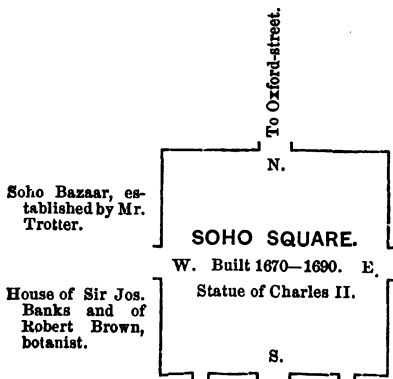 To Oxford-street.
N.
Soho Bazaar, es-
tablished by Mr.
Trotter.
SOHO SQUARE.
W. Built 1670—1690. E.
Statue of Charles II.
House of Sir Jos.
Banks and of
Robert Brown,
botanist.
S.